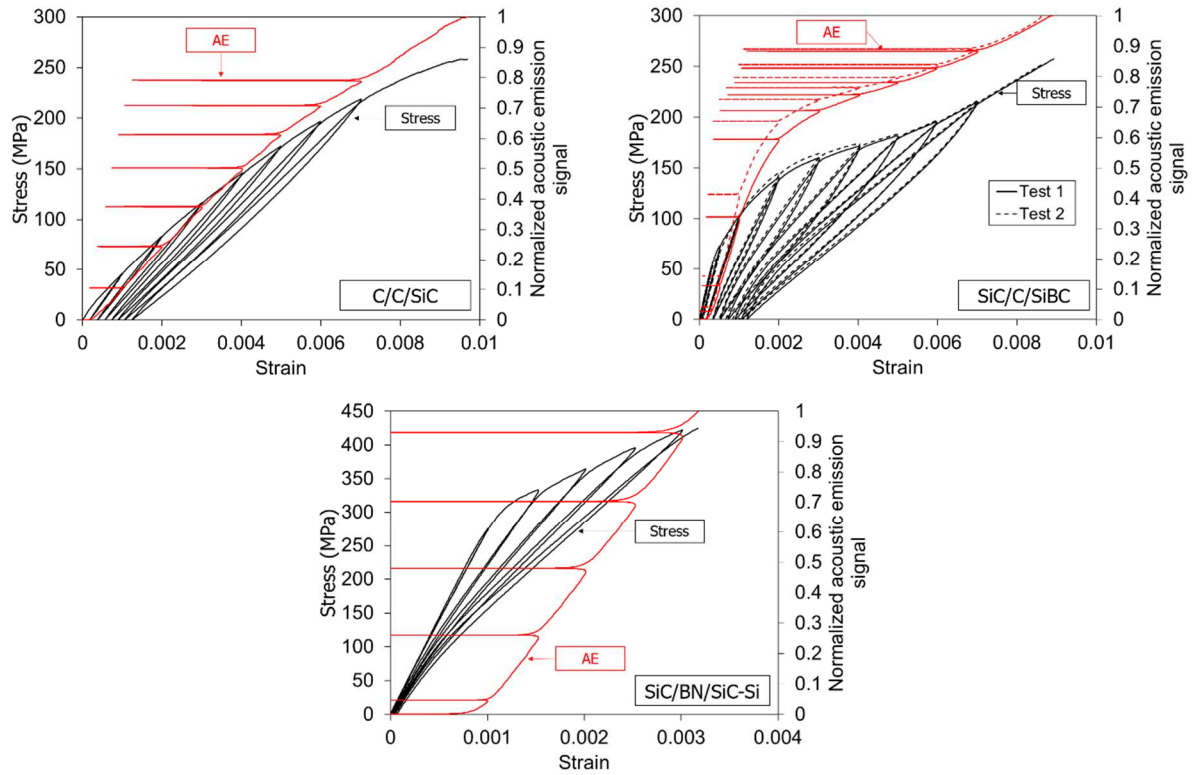 300
250
200
150
100
50
0
Stress (MPa)
AE
Stress
C/C/SiC
1
0.9
0.8
0.7
0.6
0.5
0.4
0.3
0.2
0.1
0
Normalized acoustic emission
signal
0 0.002 0.004 0.006 0.008 0.01
Strain
300
250
200
150
100
50
0
Stress (MPa)
AE
Stress
Test 1
Test 2
SiC/C/SiBC
1
0.9
0.8
0.7
0.6
0.5
0.4
0.3
0.2
0.1
0
Normalized acoustic emission
signal
0 0.002 0.004 0.006 0.008 0.01
Strain
450
400
350
300
250
200
150
100
50
0
Stress (MPa)
Stress
AE
SiC/BN/SiC-Si
1
0.9
0.8
0.7
0.6
0.5
0.4
0.3
0.2
0.1
0
Normalized acoustic emission
signal
0 0.001 0.002 0.003 0.004
Strain